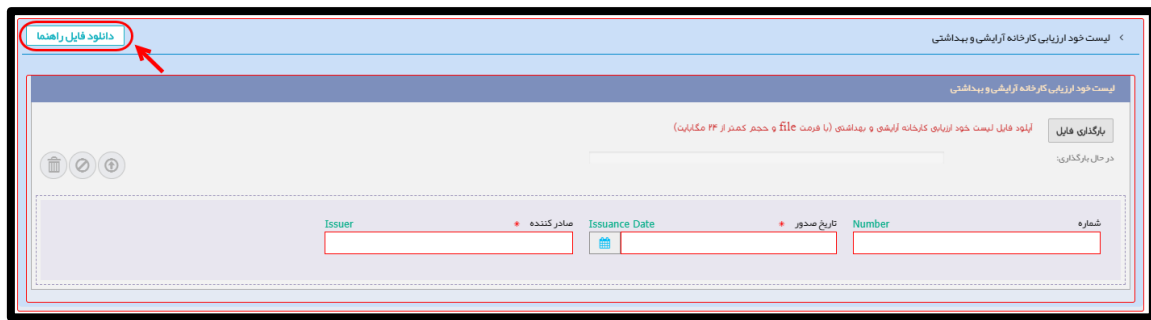 لیست خود ارزیابی کارخانه آرایشی و بهداشتی
دانلود فایل راهنما
لیست خود ارزیابی کارخانه آرایشی و بهداشتی
بارگذاری فایل
آپلود فایل لیست خود ارزیابی کارخانه آرایشی و بهداشتی (با فرمت file و حجم کمتر از ۲۴ مگابایت)
در حال بارگذاری:
شماره Number
تاریخ صدور * Issuance Date
صادر کننده * Issuer